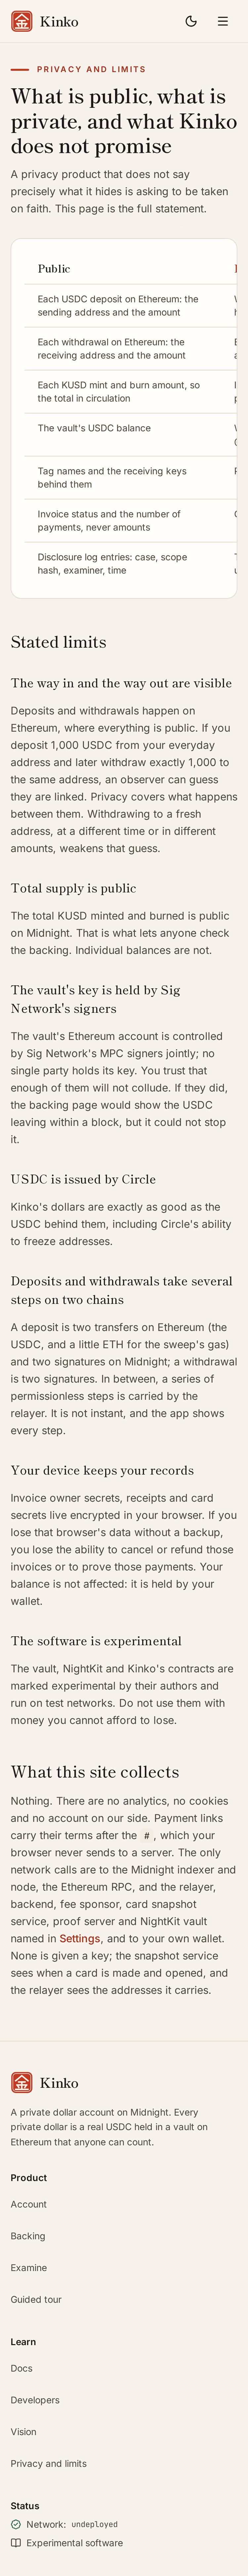 金 Kinko
PRIVACY AND LIMITS
What is public, what is
private, and what Kinko
does not promise
A privacy product that does not say
precisely what it hides is asking to be taken
on faith. This page is the full statement.
Public
Each USDC deposit on Ethereum: the
sending address and the amount
Each withdrawal on Ethereum: the
receiving address and the amount
Each KUSD mint and burn amount, so
the total in circulation
The vault's USDC balance
Tag names and the receiving keys
behind them
Invoice status and the number of
payments, never amounts
Disclosure log entries: case, scope
hash, examiner, time
Stated limits
The way in and the way out are visible
Deposits and withdrawals happen on
Ethereum, where everything is public. If you
deposit 1,000 USDC from your everyday
address and later withdraw exactly 1,000 to
the same address, an observer can guess
they are linked. Privacy covers what happens
between them. Withdrawing to a fresh
address, at a different time or in different
amounts, weakens that guess.
Total supply is public
The total KUSD minted and burned is public
on Midnight. That is what lets anyone check
the backing. Individual balances are not.
The vault's key is held by Sig
Network's signers
The vault's Ethereum account is controlled
by Sig Network's MPC signers jointly; no
single party holds its key. You trust that
enough of them will not collude. If they did,
the backing page would show the USDC
leaving within a block, but it could not stop
it.
USDC is issued by Circle
Kinko's dollars are exactly as good as the
USDC behind them, including Circle's ability
to freeze addresses.
Deposits and withdrawals take several
steps on two chains
A deposit is two transfers on Ethereum (the
USDC, and a little ETH for the sweep's gas)
and two signatures on Midnight; a withdrawal
is two signatures. In between, a series of
permissionless steps is carried by the
relayer. It is not instant, and the app shows
every step.
Your device keeps your records
Invoice owner secrets, receipts and card
secrets live encrypted in your browser. If you
lose that browser's data without a backup,
you lose the ability to cancel or refund those
invoices or to prove those payments. Your
balance is not affected: it is held by your
wallet.
The software is experimental
The vault, NightKit and Kinko's contracts are
marked experimental by their authors and
run on test networks. Do not use them with
money you cannot afford to lose.
What this site collects
Nothing. There are no analytics, no cookies
and no account on our side. Payment links
carry their terms after the #, which your
browser never sends to a server. The only
network calls are to the Midnight indexer and
node, the Ethereum RPC, and the relayer,
backend, fee sponsor, card snapshot
service, proof server and NightKit vault
named in Settings, and to your own wallet.
None is given a key; the snapshot service
sees when a card is made and opened, and
the relayer sees the addresses it carries.
金 Kinko
A private dollar account on Midnight. Every
private dollar is a real USDC held in a vault on
Ethereum that anyone can count.
Product
Account
Backing
Examine
Guided tour
Learn
Docs
Developers
Vision
Privacy and limits
Status
Network: undeployed
Experimental software